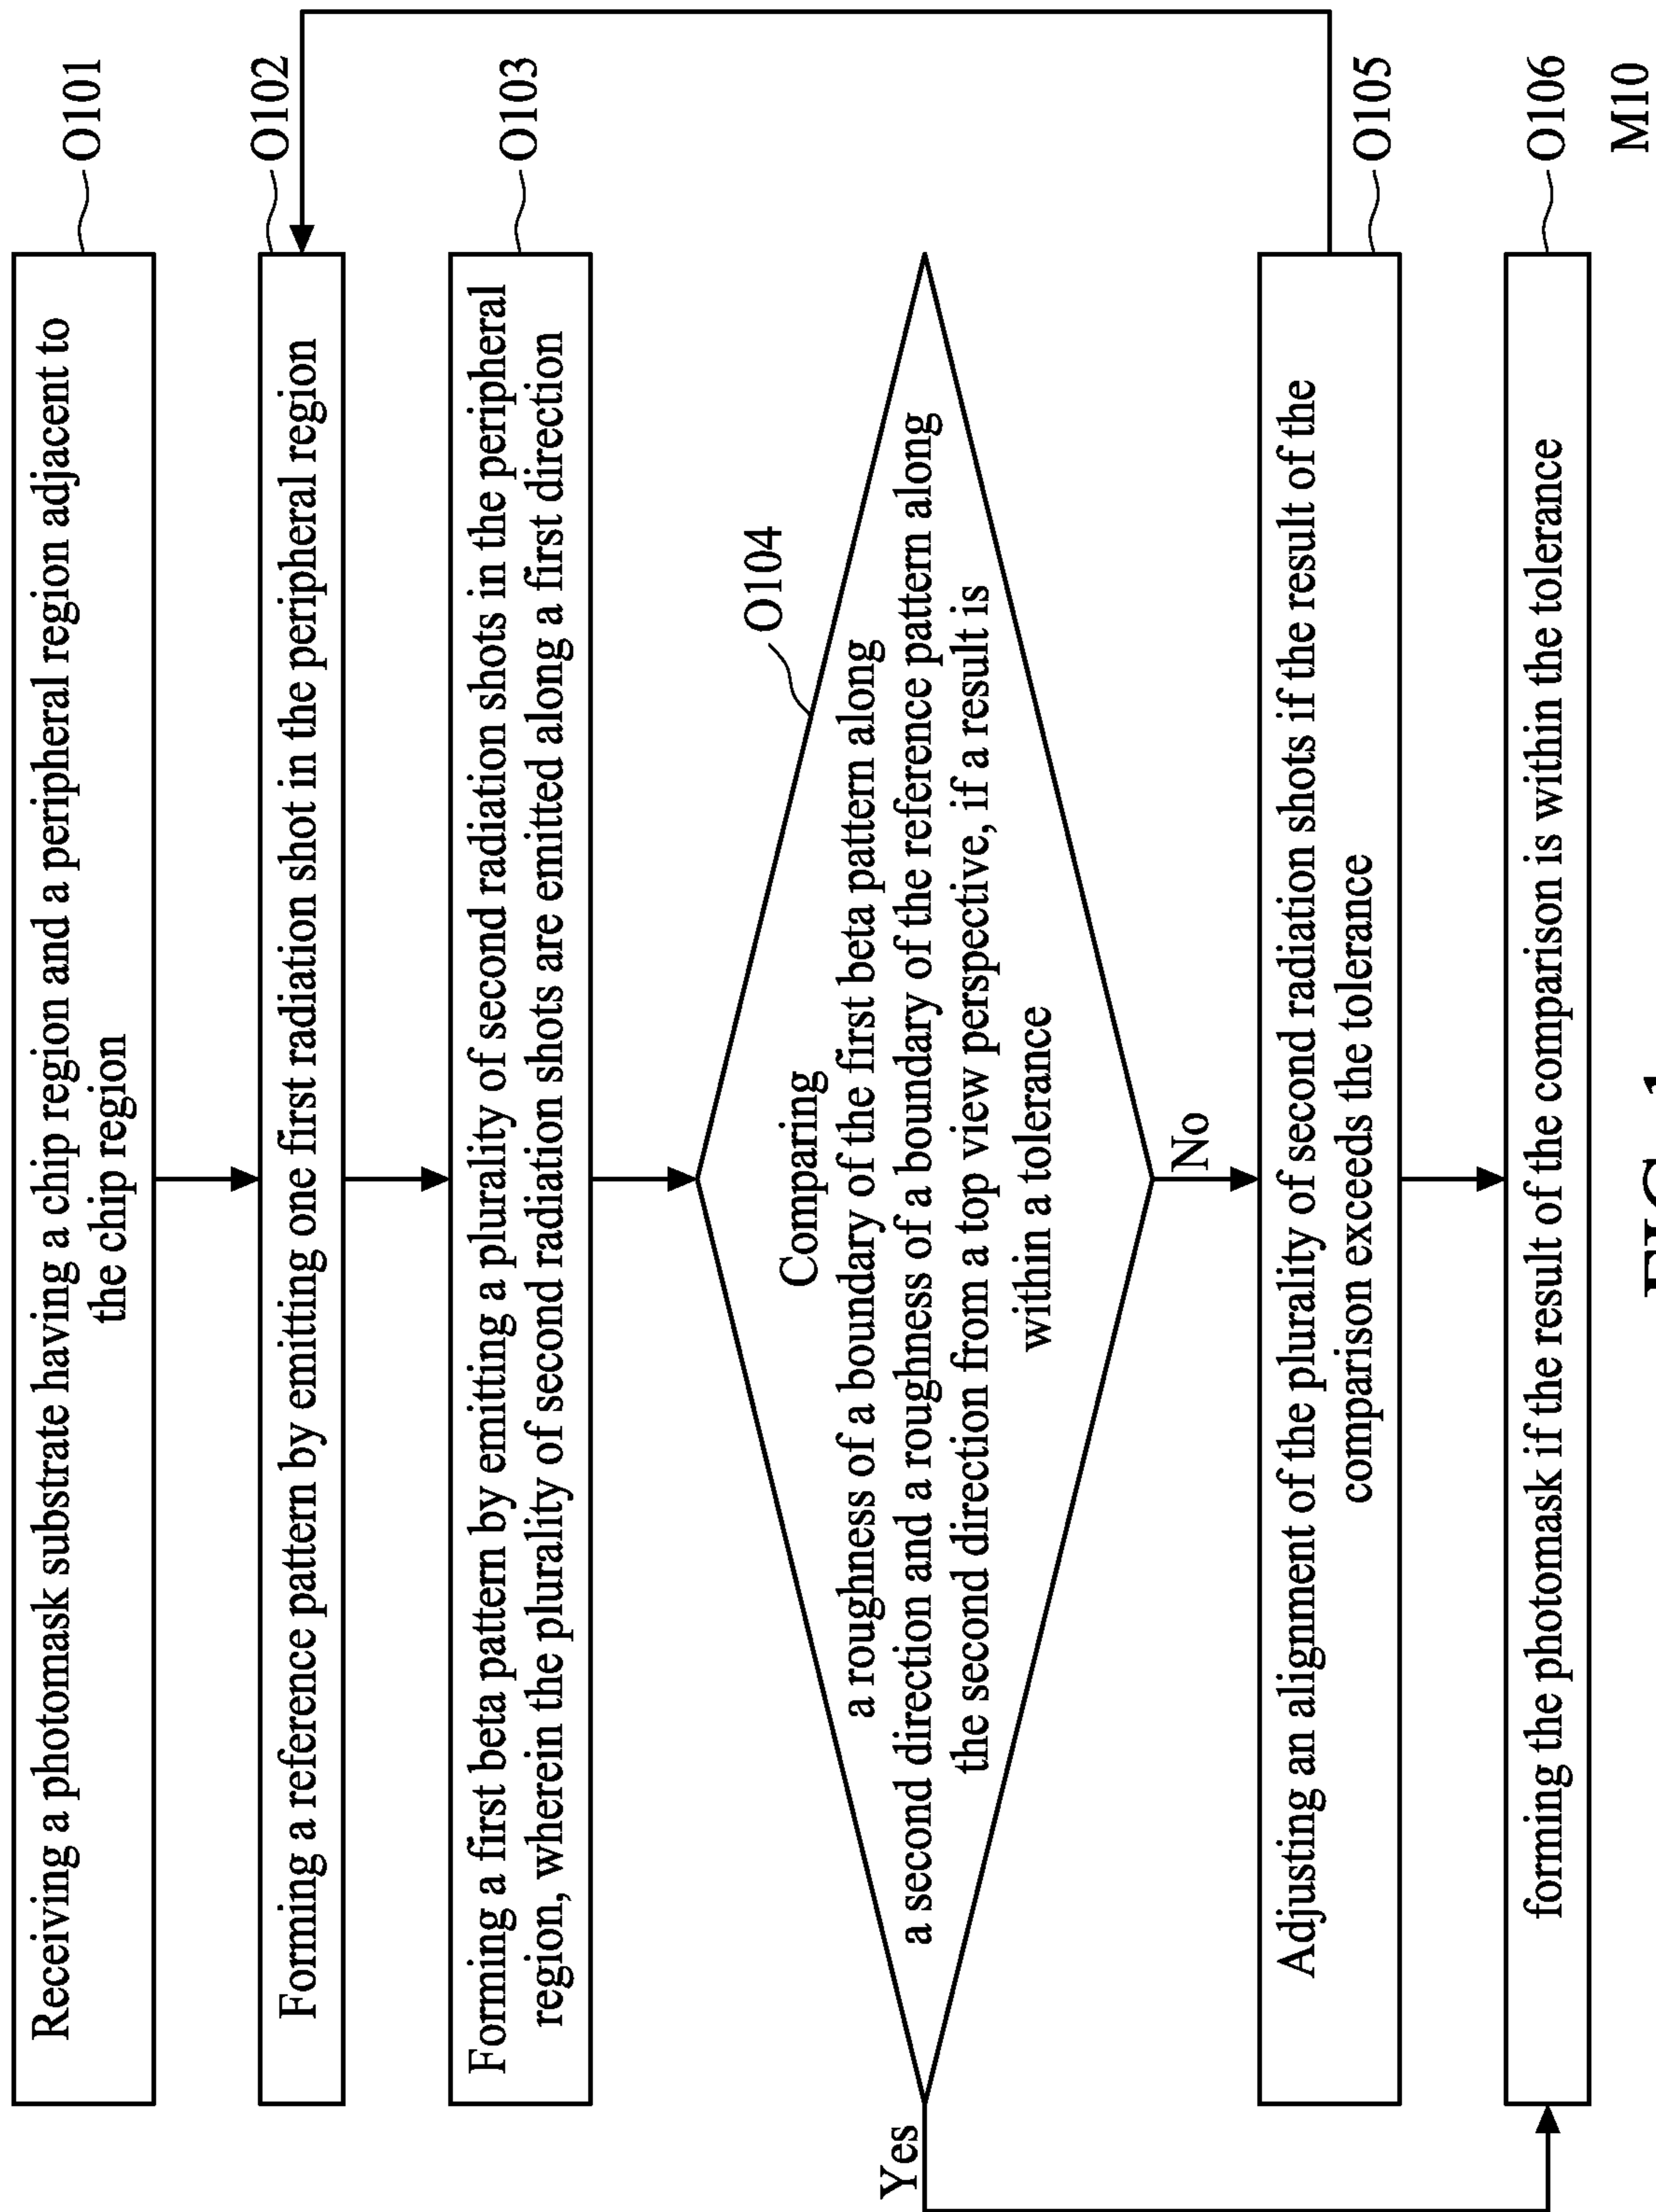 Receiving a photomask substrate having a chip region and a peripheral region adjacent to
the chip region
O101
Forming a reference pattern by emitting one first radiation shot in the peripheral region
O102
Forming a first beta pattern by emitting a plurality of second radiation shots in the peripheral
region, wherein the plurality of second radiation shots are emitted along a first direction
O103
O104
Comparing
a roughness of a boundary of the first beta pattern along
a second direction and a roughness of a boundary of the reference pattern along
the second direction from a top view perspective, if a result is
within a tolerance
Yes
No
Adjusting an alignment of the plurality of second radiation shots if the result of the
comparison exceeds the tolerance
O105
forming the photomask if the result of the comparison is within the tolerance
O106
M10
FIG. 1